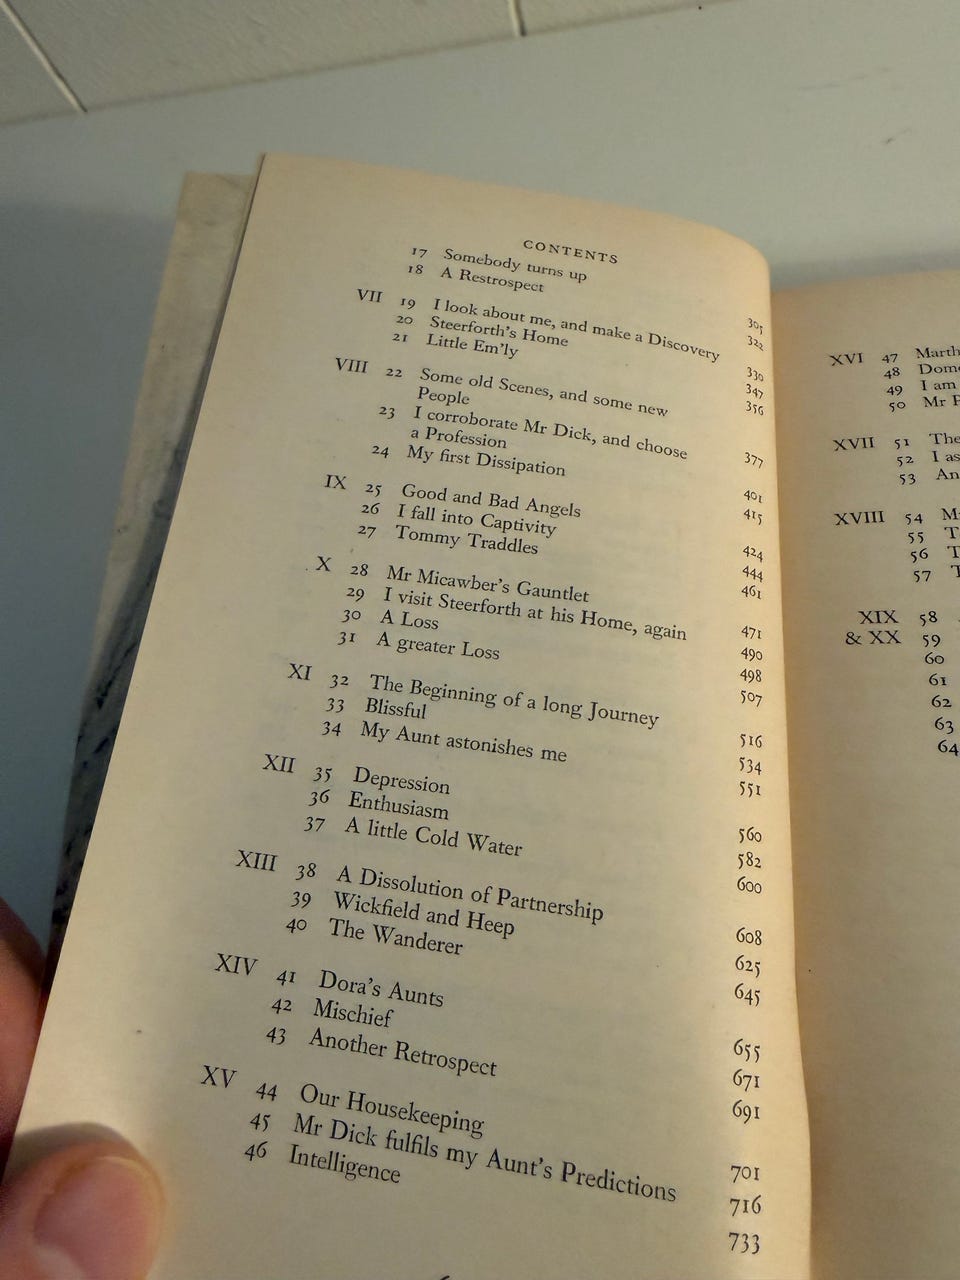 CONTENTS
17 Somebody turns up 305
18 A Restrospect 322
VII 19 I look about me, and make a Discovery 330
20 Steerforth's Home 347
21 Little Em'ly 356
VIII 22 Some old Scenes, and some new
People 377
23 I corroborate Mr Dick, and choose
a Profession 401
24 My first Dissipation 415
IX 25 Good and Bad Angels 424
26 I fall into Captivity 444
27 Tommy Traddles 461
X 28 Mr Micawber's Gauntlet 471
29 I visit Steerforth at his Home, again 490
30 A Loss 498
31 A greater Loss 507
XI 32 The Beginning of a long Journey 516
33 Blissful 534
34 My Aunt astonishes me 551
XII 35 Depression 560
36 Enthusiasm 582
37 A little Cold Water 600
XIII 38 A Dissolution of Partnership 608
39 Wickfield and Heep 625
40 The Wanderer 645
XIV 41 Dora's Aunts 655
42 Mischief 671
43 Another Retrospect 691
XV 44 Our Housekeeping 701
45 Mr Dick fulfils my Aunt's Predictions 716
46 Intelligence 733
XVI 47 Marth
48 Dome
49 I am
50 Mr P
XVII 51 The
52 I as
53 An
XVIII 54 M
55 T
56 T
57 T
XIX 58
& XX 59
60
61
62
63
64